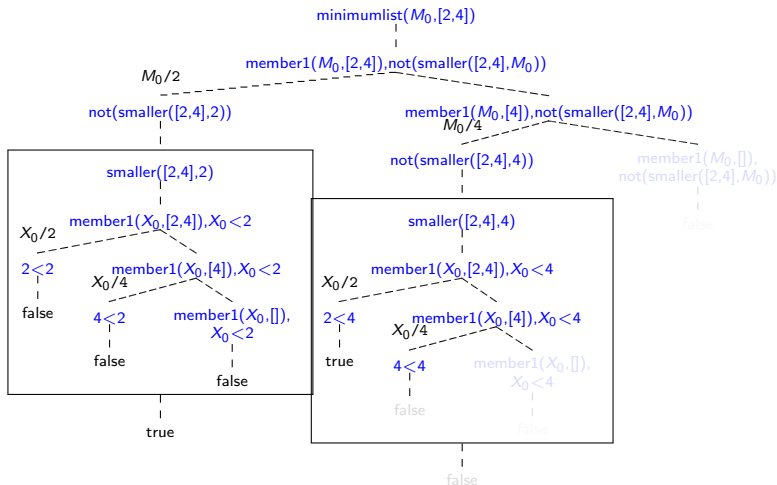 minimumlist(M₀,[2,4])
member1(M₀,[2,4]),not(smaller([2,4],M₀))
M₀/2
not(smaller([2,4],2))
member1(M₀,[4]),not(smaller([2,4],M₀))
M₀/4
not(smaller([2,4],4))
member1(M₀,[]),
not(smaller([2,4],M₀))
false
smaller([2,4],2)
member1(X₀,[2,4]),X₀<2
X₀/2
2<2
false
member1(X₀,[4]),X₀<2
X₀/4
4<2
false
member1(X₀,[]),
X₀<2
false
true
smaller([2,4],4)
member1(X₀,[2,4]),X₀<4
X₀/2
2<4
true
member1(X₀,[4]),X₀<4
X₀/4
4<4
false
member1(X₀,[]),
X₀<4
false
false